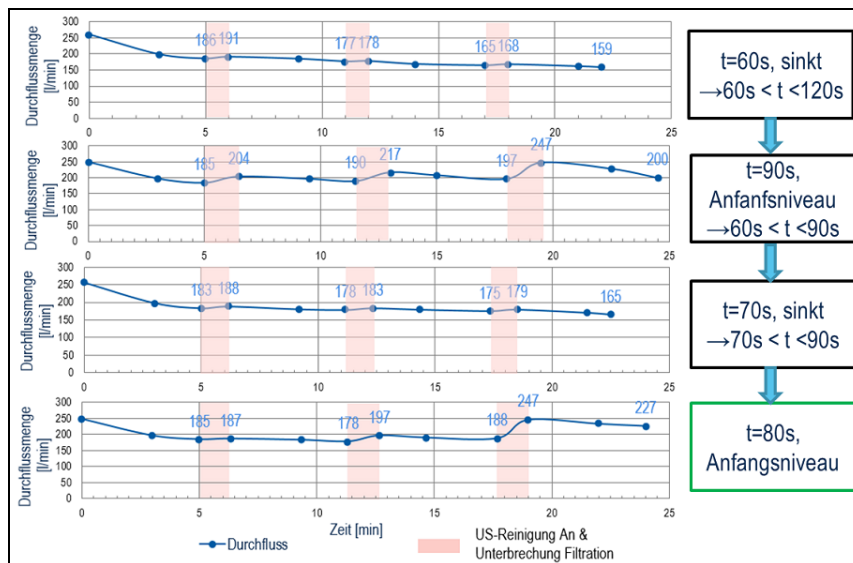 Durchflussmenge
[l/min]
300
250
200
150
100
50
0
186 191
177 178
165 168
159
0 5 10 15 20 25
t=60s, sinkt
→60s < t <120s
Durchflussmenge
[l/min]
300
250
200
150
100
50
0
185 204
190 217
197 247
200
0 5 10 15 20 25
t=90s,
Anfanfsniveau
→60s < t <90s
Durchflussmenge
[l/min]
300
250
200
150
100
50
0
183 188
178 183
175 179
165
0 5 10 15 20 25
t=70s, sinkt
→70s < t <90s
Durchflussmenge
[l/min]
300
250
200
150
100
50
0
185 187
178 197
188 247
227
0 5 10 15 20 25
t=80s,
Anfangsniveau
Zeit [min]
Durchfluss
US-Reinigung An &
Unterbrechung Filtration